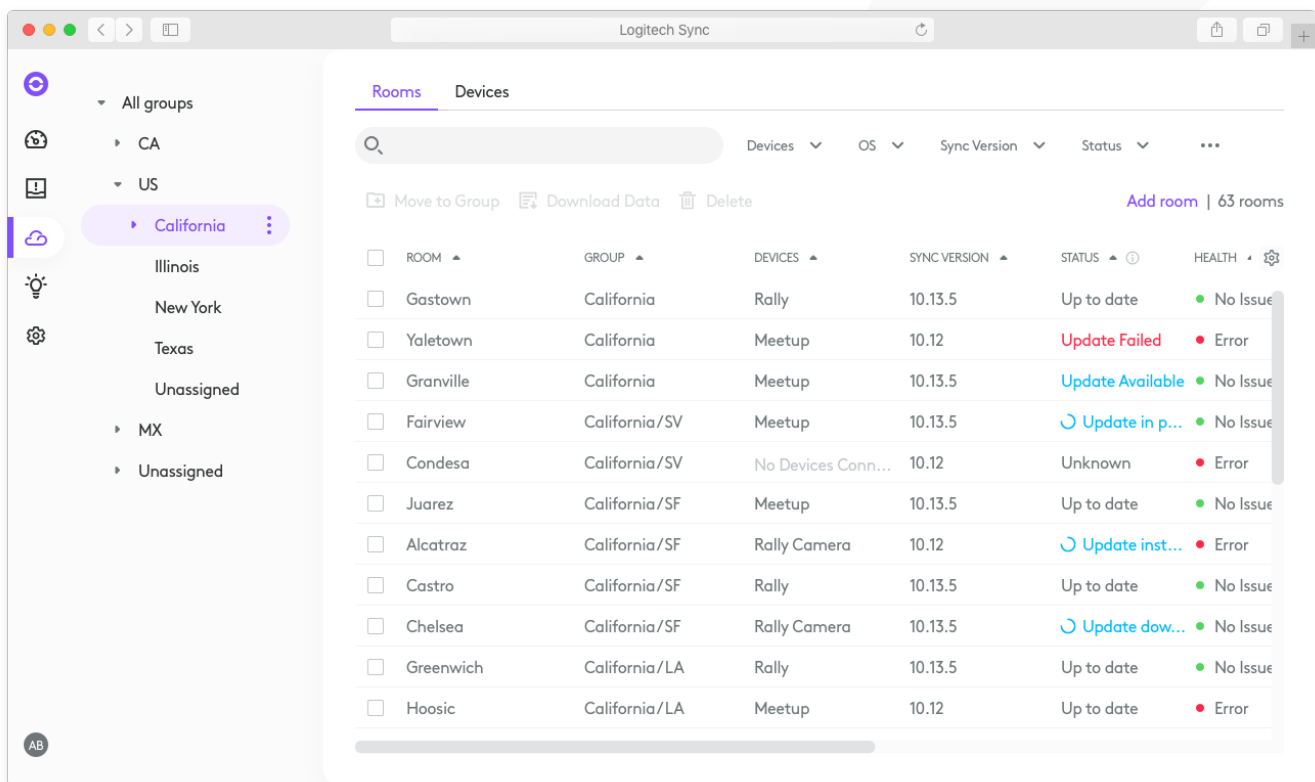 Logitech Sync
All groups
CA
US
California
Illinois
New York
Texas
Unassigned
MX
Unassigned
AB
Rooms Devices
Devices OS Sync Version Status
Move to Group Download Data Delete Add room | 63 rooms
ROOM GROUP DEVICES SYNC VERSION STATUS HEALTH
Gastown California Rally 10.13.5 Up to date No Issue
Yaletown California Meetup 10.12 Update Failed Error
Granville California Meetup 10.13.5 Update Available No Issue
Fairview California/SV Meetup 10.13.5 Update in p... No Issue
Condesa California/SV No Devices Conn... 10.12 Unknown Error
Juarez California/SF Meetup 10.13.5 Up to date No Issue
Alcatraz California/SF Rally Camera 10.12 Update inst... Error
Castro California/SF Rally 10.13.5 Up to date No Issue
Chelsea California/SF Rally Camera 10.13.5 Update dow... No Issue
Greenwich California/LA Rally 10.13.5 Up to date No Issue
Hoosic California/LA Meetup 10.12 Up to date Error